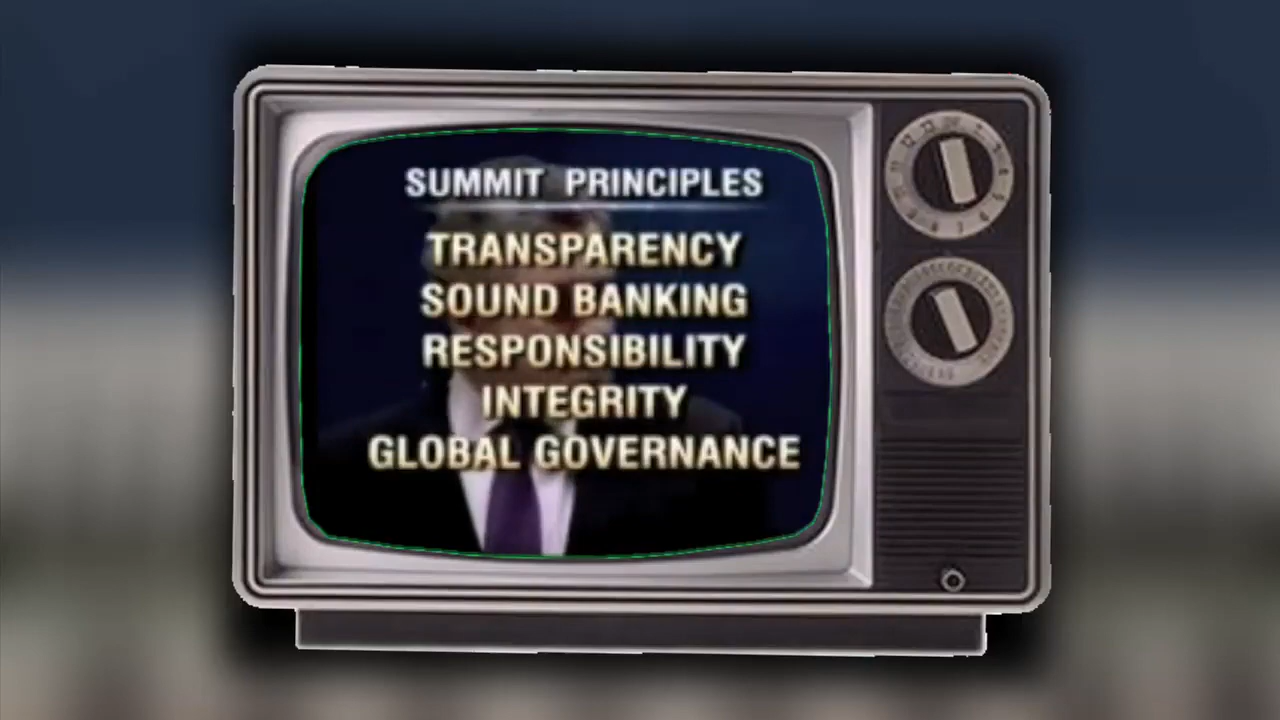 SUMMIT PRINCIPLES
TRANSPARENCY
SOUND BANKING
RESPONSIBILITY
INTEGRITY
GLOBAL GOVERNANCE